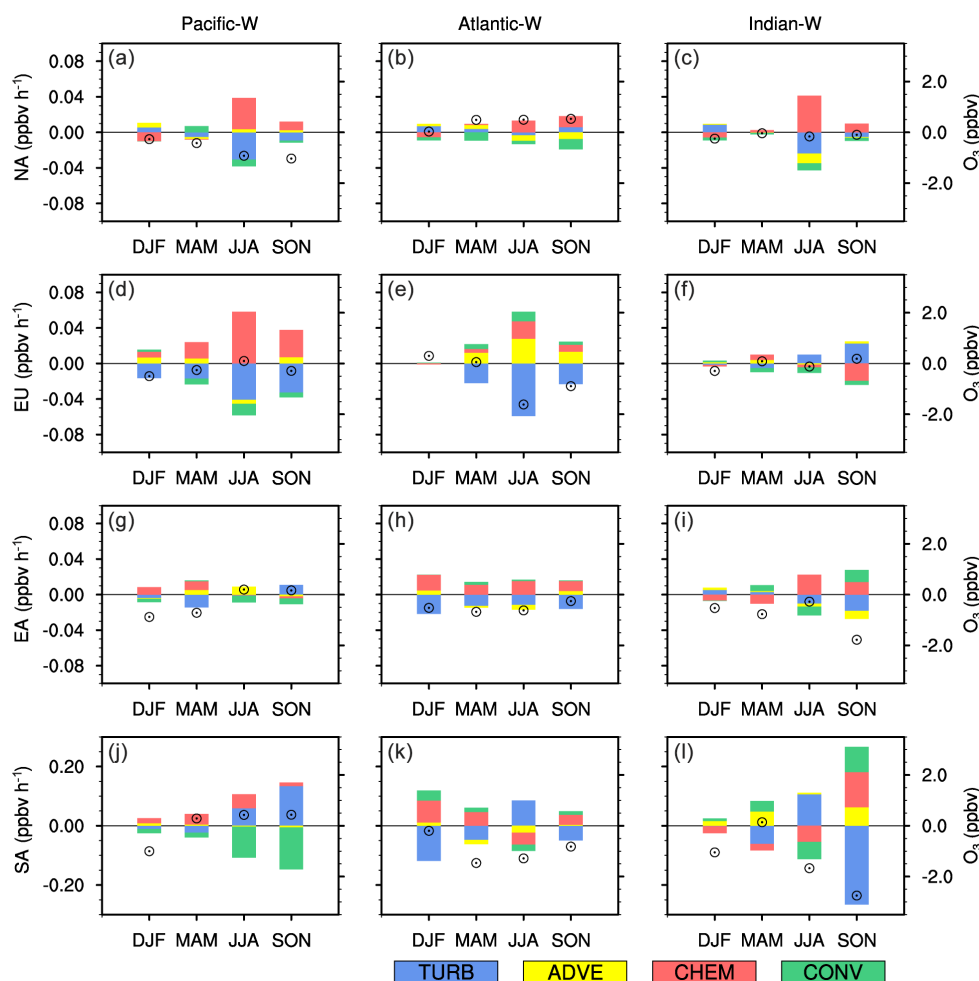 Pacific-W Atlantic-W Indian-W
(a) (b) (c)
NA (ppbv h⁻¹)
0.08
0.04
0.00
-0.04
-0.08
2.0
0.0
-2.0
O₃ (ppbv)
DJF MAM JJA SON DJF MAM JJA SON DJF MAM JJA SON
(d) (e) (f)
EU (ppbv h⁻¹)
0.08
0.04
0.00
-0.04
-0.08
2.0
0.0
-2.0
O₃ (ppbv)
DJF MAM JJA SON DJF MAM JJA SON DJF MAM JJA SON
(g) (h) (i)
EA (ppbv h⁻¹)
0.08
0.04
0.00
-0.04
-0.08
2.0
0.0
-2.0
O₃ (ppbv)
DJF MAM JJA SON DJF MAM JJA SON DJF MAM JJA SON
(j) (k) (l)
SA (ppbv h⁻¹)
0.20
0.00
-0.20
2.0
0.0
-2.0
O₃ (ppbv)
DJF MAM JJA SON DJF MAM JJA SON DJF MAM JJA SON
TURB ADVE CHEM CONV